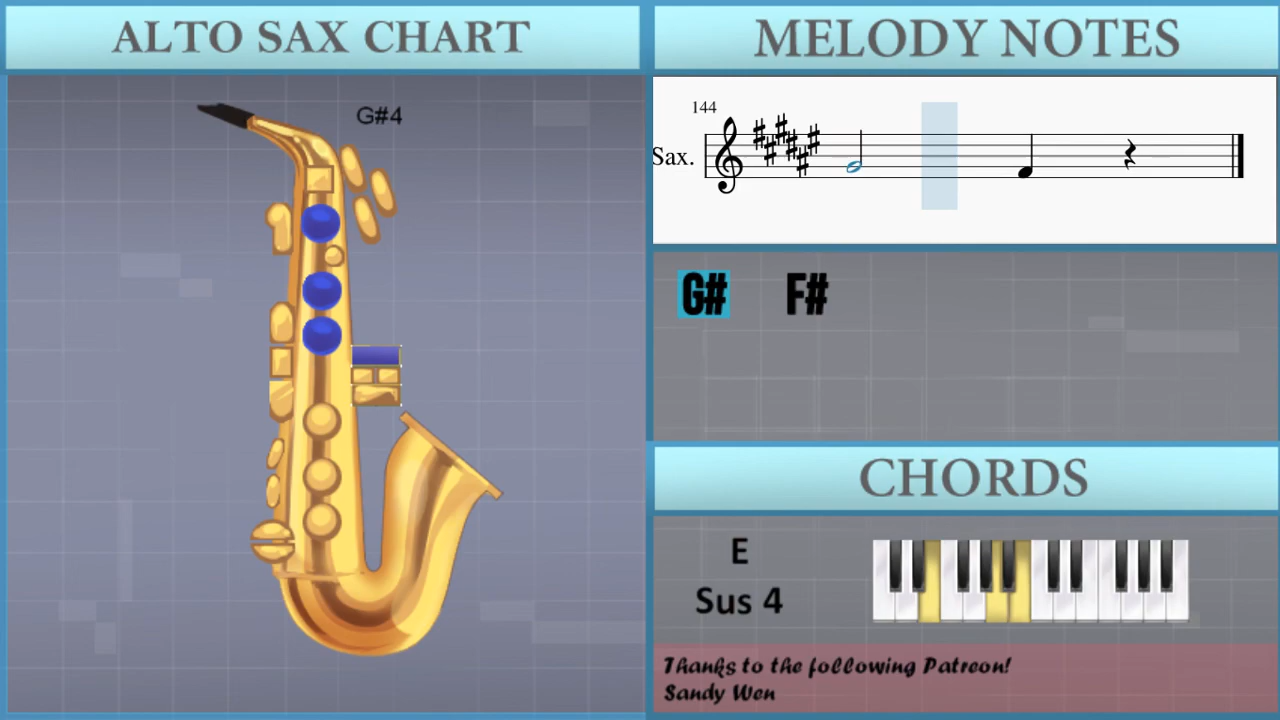 ALTO SAX CHART
G#4
MELODY NOTES
144
Sax.
G# F#
CHORDS
E
Sus 4
Thanks to the following Patreon!
Sandy Wen